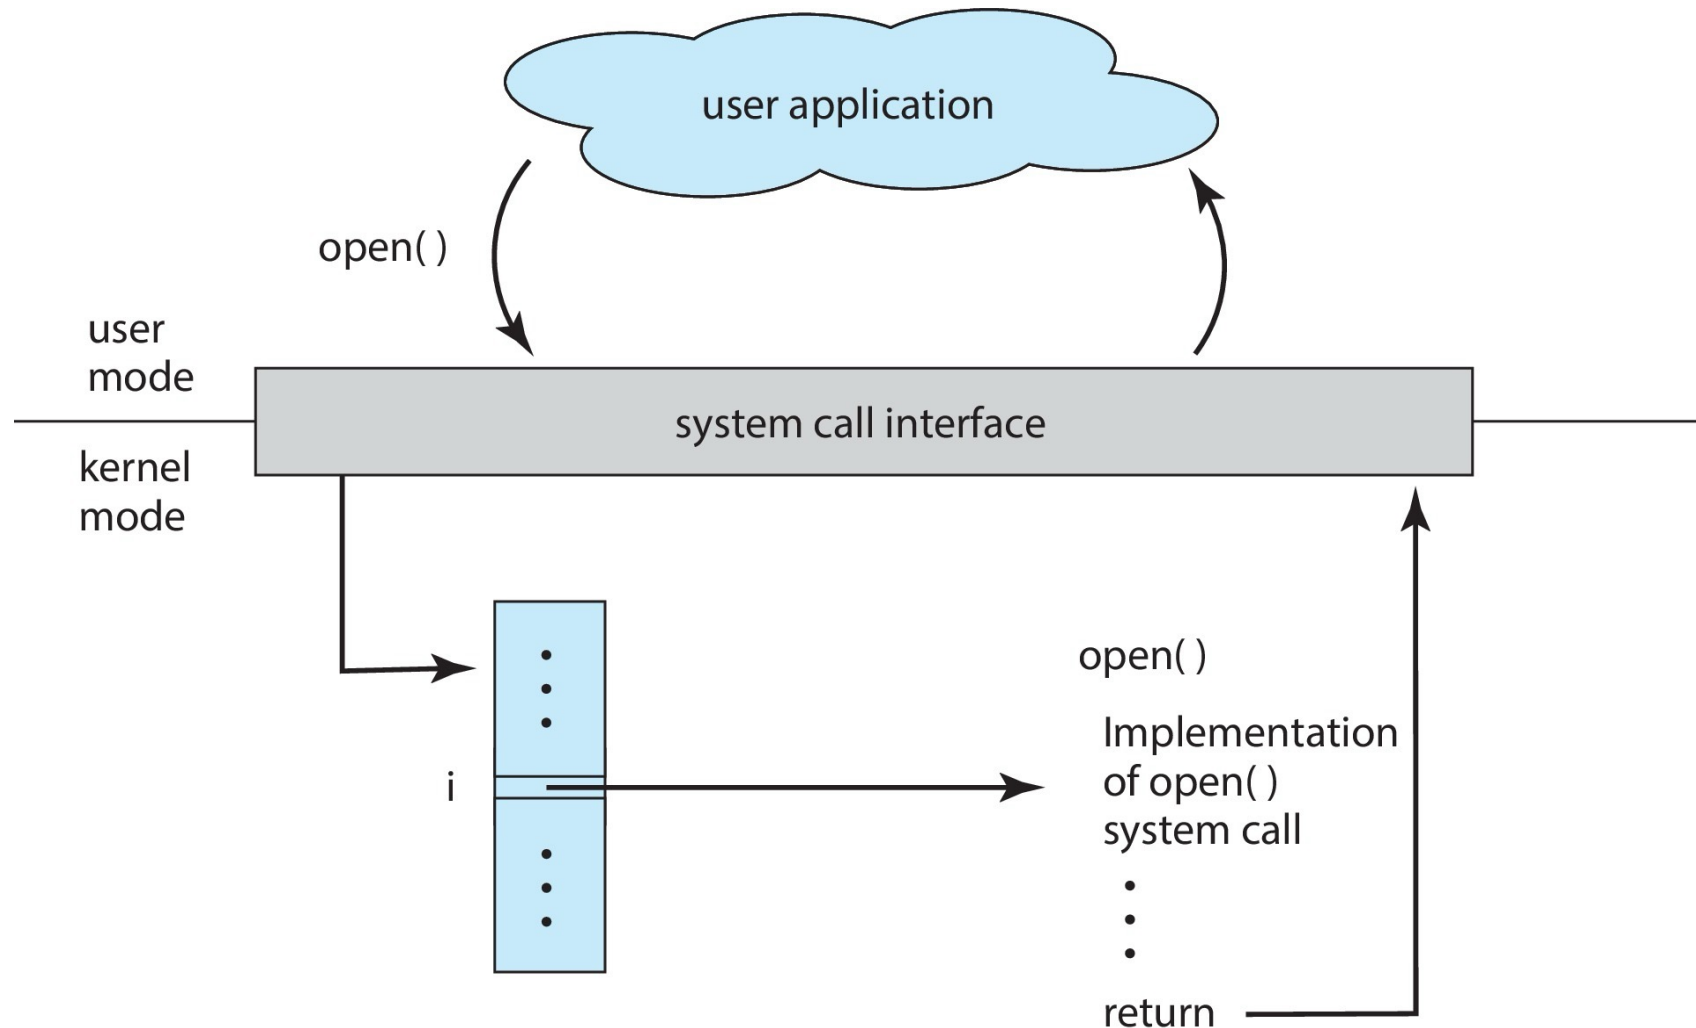 user application
open( )
user
mode
system call interface
kernel
mode
open( )
Implementation
i
of open( )
system call
return